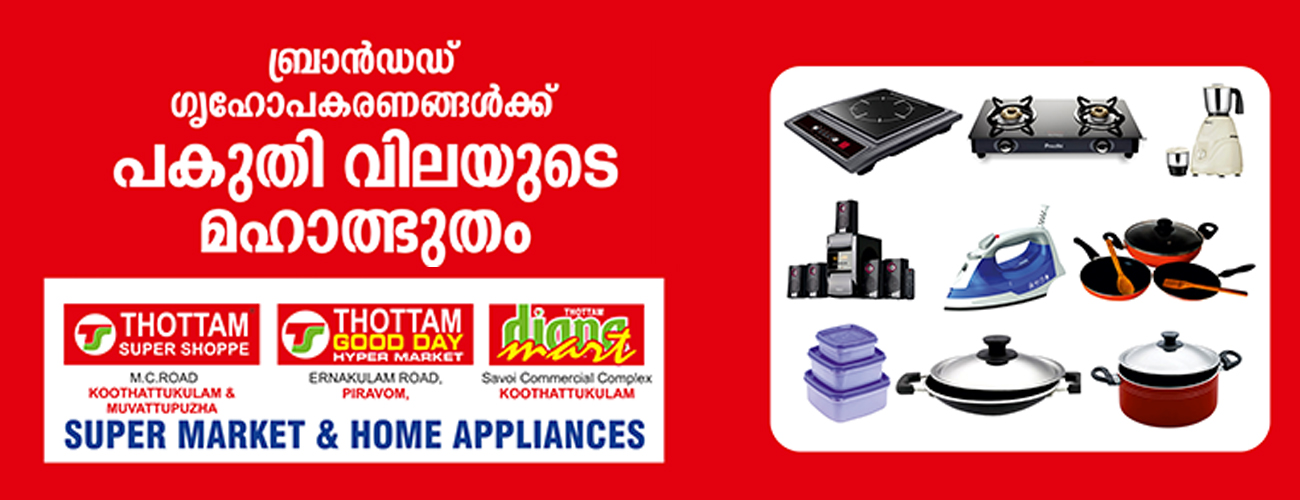 ബ്രാൻഡഡ്
ഗൃഹോപകരണങ്ങൾക്ക്
പകുതി വിലയുടെ
മഹാത്ഭുതം
THOTTAM
SUPER SHOPPE
M.C.ROAD
KOOTHATTUKULAM &
MUVATTUPUZHA
THOTTAM
GOOD DAY
HYPER MARKET
ERNAKULAM ROAD,
PIRAVOM,
THOTTAM
diana
mart
Savoi Commercial Complex
KOOTHATTUKULAM
SUPER MARKET & HOME APPLIANCES